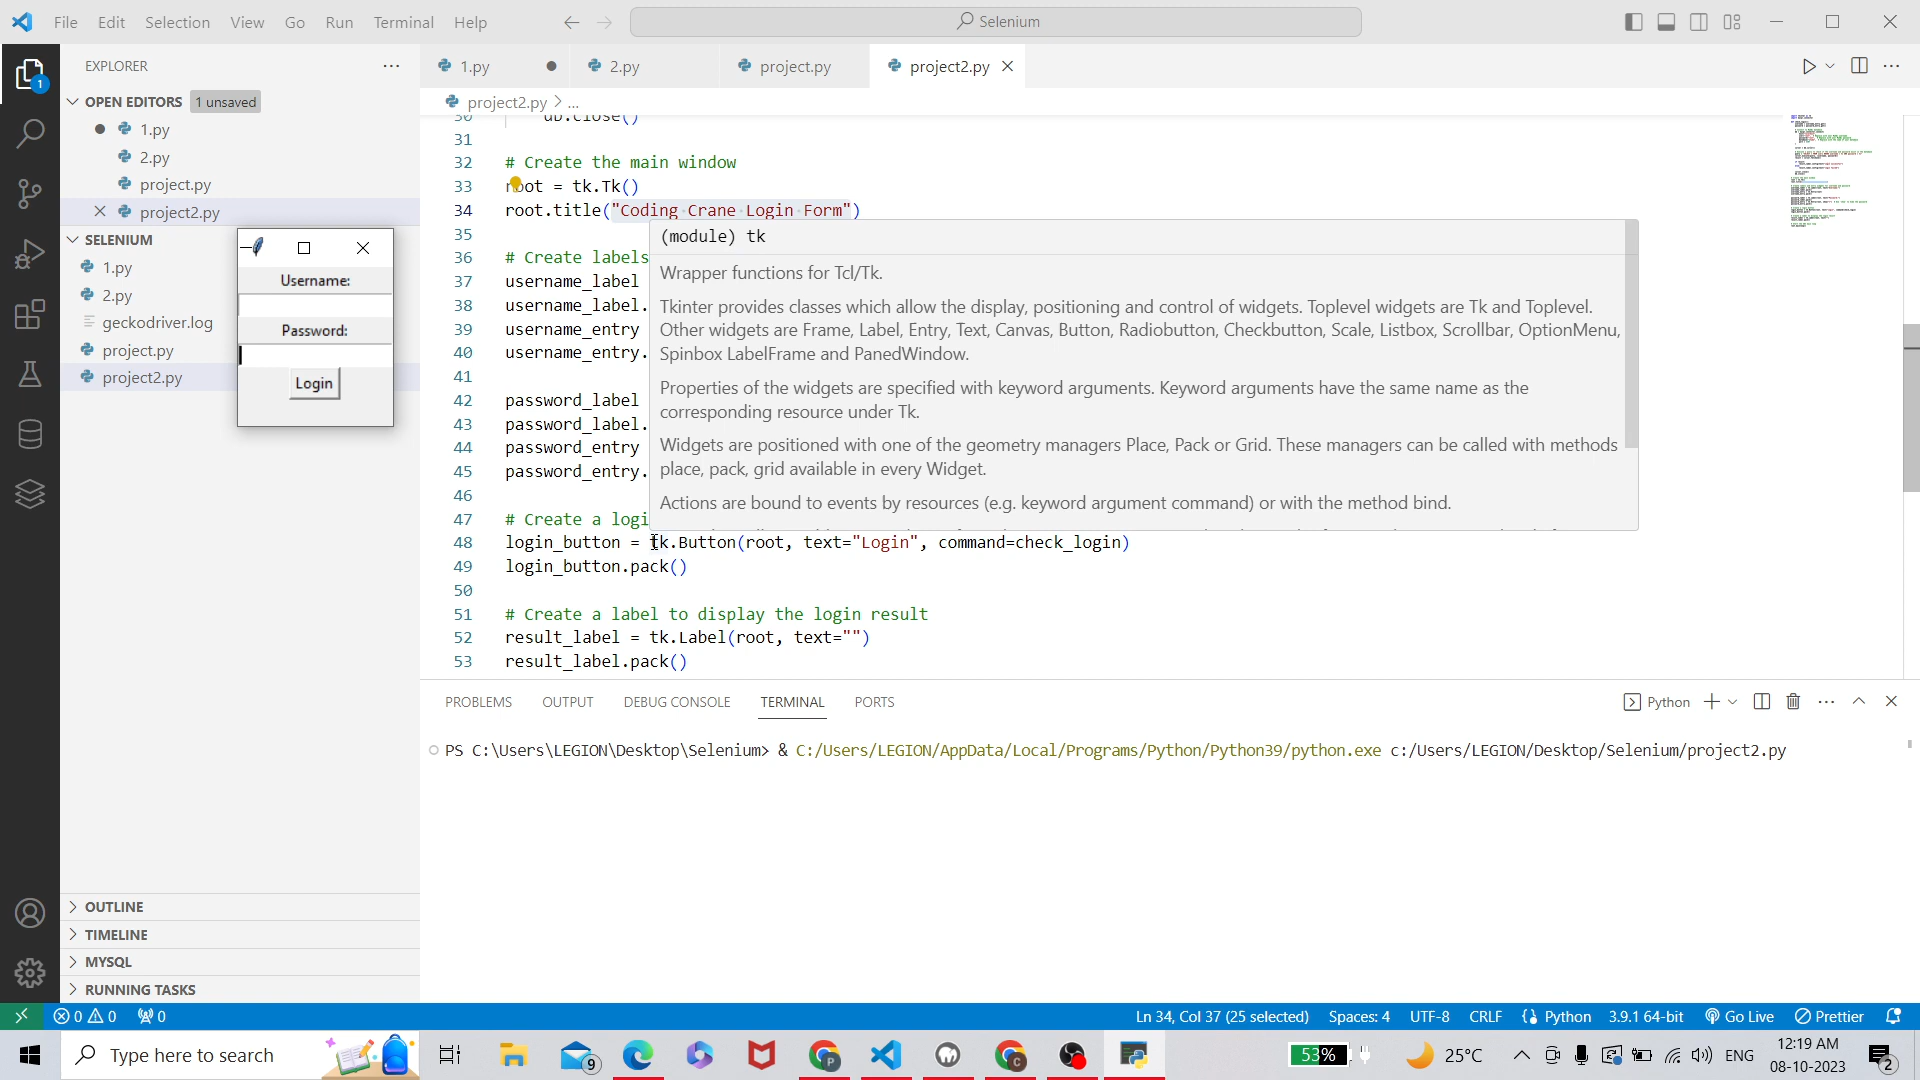 File Edit Selection View Go Run Terminal Help
Selenium
EXPLORER
1.py
2.py
project.py
project2.py
OPEN EDITORS 1 unsaved
1.py
2.py
project.py
project2.py
SELENIUM
1.py
2.py
geckodriver.log
project.py
project2.py
OUTLINE
TIMELINE
MYSQL
RUNNING TASKS
Username:
Password:
Login
project2.py > ...
30 db.close()
31
32 # Create the main window
33 root = tk.Tk()
34 root.title("Coding Crane Login Form")
35
36 # Create labels
37 username_label
38 username_label.
39 username_entry
40 username_entry.
41
42 password_label
43 password_label.
44 password_entry
45 password_entry.
46
47 # Create a logi
48 login_button = tk.Button(root, text="Login", command=check_login)
49 login_button.pack()
50
51 # Create a label to display the login result
52 result_label = tk.Label(root, text="")
53 result_label.pack()
(module) tk
Wrapper functions for Tcl/Tk.
Tkinter provides classes which allow the display, positioning and control of widgets. Toplevel widgets are Tk and Toplevel.
Other widgets are Frame, Label, Entry, Text, Canvas, Button, Radiobutton, Checkbutton, Scale, Listbox, Scrollbar, OptionMenu,
Spinbox LabelFrame and PanedWindow.
Properties of the widgets are specified with keyword arguments. Keyword arguments have the same name as the
corresponding resource under Tk.
Widgets are positioned with one of the geometry managers Place, Pack or Grid. These managers can be called with methods
place, pack, grid available in every Widget.
Actions are bound to events by resources (e.g. keyword argument command) or with the method bind.
PROBLEMS OUTPUT DEBUG CONSOLE TERMINAL PORTS
Python
PS C:\Users\LEGION\Desktop\Selenium> & C:/Users/LEGION/AppData/Local/Programs/Python/Python39/python.exe c:/Users/LEGION/Desktop/Selenium/project2.py
0 0 0
Ln 34, Col 37 (25 selected) Spaces: 4 UTF-8 CRLF Python 3.9.1 64-bit Go Live Prettier
Type here to search
9
53%
25°C
ENG
12:19 AM
08-10-2023
2